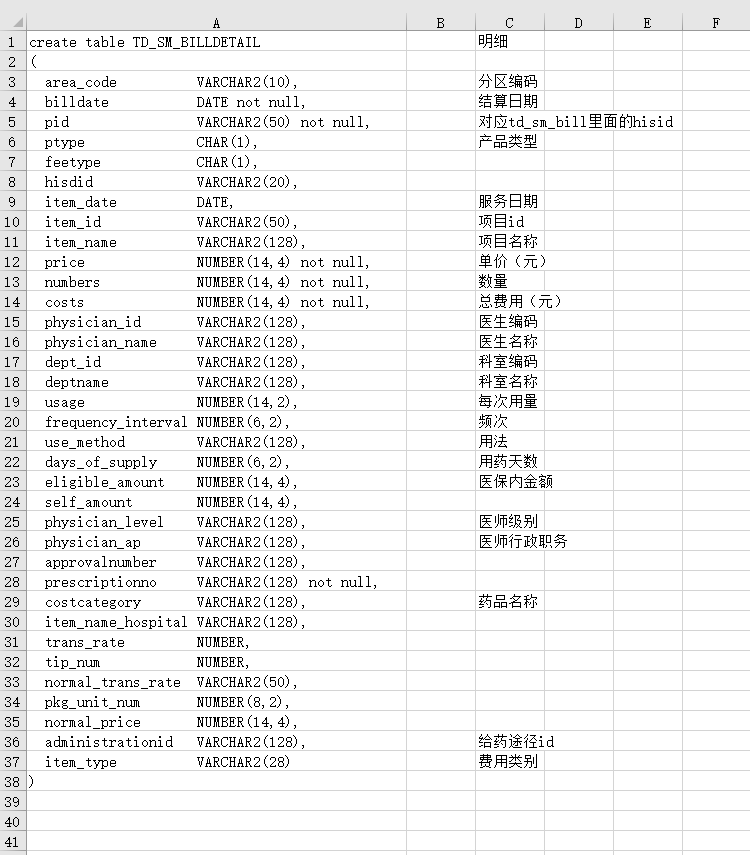 A B C D E F
1 create table TD_SM_BILLDETAIL 明细
2 (
3 area_code VARCHAR2(10), 分区编码
4 billdate DATE not null, 结算日期
5 pid VARCHAR2(50) not null, 对应td_sm_bill里面的hisid
6 ptype CHAR(1), 产品类型
7 feetype CHAR(1),
8 hisdid VARCHAR2(20),
9 item_date DATE, 服务日期
10 item_id VARCHAR2(50), 项目id
11 item_name VARCHAR2(128), 项目名称
12 price NUMBER(14,4) not null, 单价（元）
13 numbers NUMBER(14,4) not null, 数量
14 costs NUMBER(14,4) not null, 总费用（元）
15 physician_id VARCHAR2(128), 医生编码
16 physician_name VARCHAR2(128), 医生名称
17 dept_id VARCHAR2(128), 科室编码
18 deptname VARCHAR2(128), 科室名称
19 usage NUMBER(14,2), 每次用量
20 frequency_interval NUMBER(6,2), 频次
21 use_method VARCHAR2(128), 用法
22 days_of_supply NUMBER(6,2), 用药天数
23 eligible_amount NUMBER(14,4), 医保内金额
24 self_amount NUMBER(14,4),
25 physician_level VARCHAR2(128), 医师级别
26 physician_ap VARCHAR2(128), 医师行政职务
27 approvalnumber VARCHAR2(128),
28 prescriptionno VARCHAR2(128) not null,
29 costcategory VARCHAR2(128), 药品名称
30 item_name_hospital VARCHAR2(128),
31 trans_rate NUMBER,
32 tip_num NUMBER,
33 normal_trans_rate VARCHAR2(50),
34 pkg_unit_num NUMBER(8,2),
35 normal_price NUMBER(14,4),
36 administrationid VARCHAR2(128), 给药途径id
37 item_type VARCHAR2(28) 费用类别
38 )
39
40
41